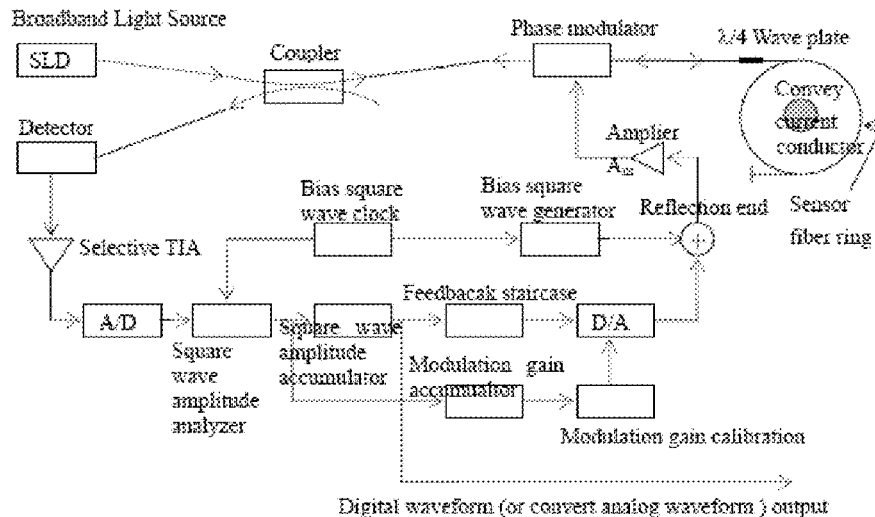 Broadband Light Source
SLD
Coupler
Phase modulator
λ/4 Wave plate
Convey
current
conductor
Detector
Amplier
Bias square
wave clock
Bias square
wave generator
Reflection end
Sensor
fiber ring
Selective TIA
A/D
Square
wave
amplitude
analyzer
Square wave
amplitude
accumulator
Feedbacak staircase
D/A
Modulation gain
accumulator
Modulation gain calibration
Digital waveform (or convert analog waveform ) output